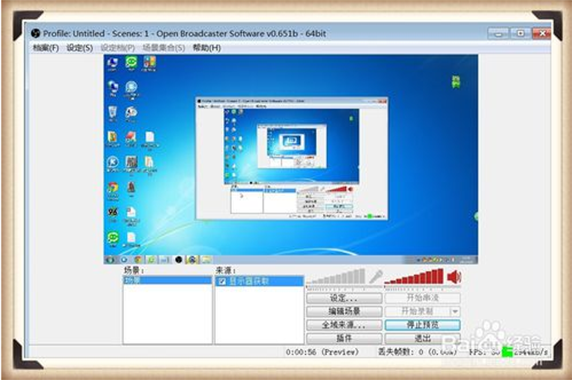 Profile: Untitled - Scenes: 1 - Open Broadcaster Software v0.651b - 64bit
档案(F) 设定(S) 设定档(P) 场景集合(S) 帮助(H)
场景: 来源:
场景 显示器获取
设定... 开始串流
编辑场景 开始录制
全域来源... 停止预览
插件 退出
0:00:56 (Preview) 丢失帧数: 0 (0.00%) FPS: 30
Baidu 经验